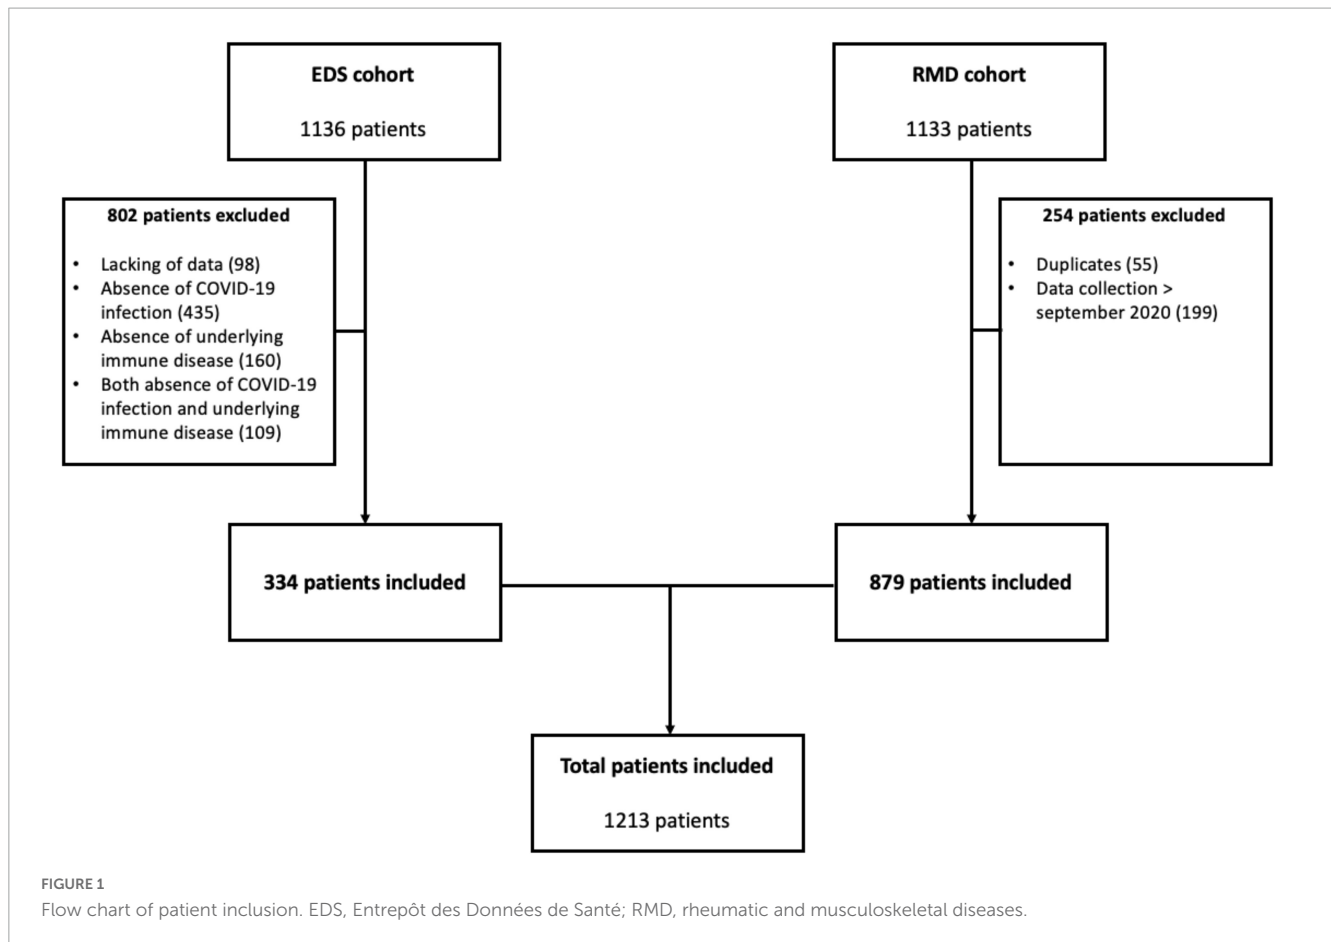 EDS cohort
1136 patients
RMD cohort
1133 patients
802 patients excluded
• Lacking of data (98)
• Absence of COVID-19
infection (435)
• Absence of underlying
immune disease (160)
• Both absence of COVID-19
infection and underlying
immune disease (109)
254 patients excluded
• Duplicates (55)
• Data collection >
september 2020 (199)
334 patients included
879 patients included
Total patients included
1213 patients
FIGURE 1
Flow chart of patient inclusion. EDS, Entrepôt des Données de Santé; RMD, rheumatic and musculoskeletal diseases.